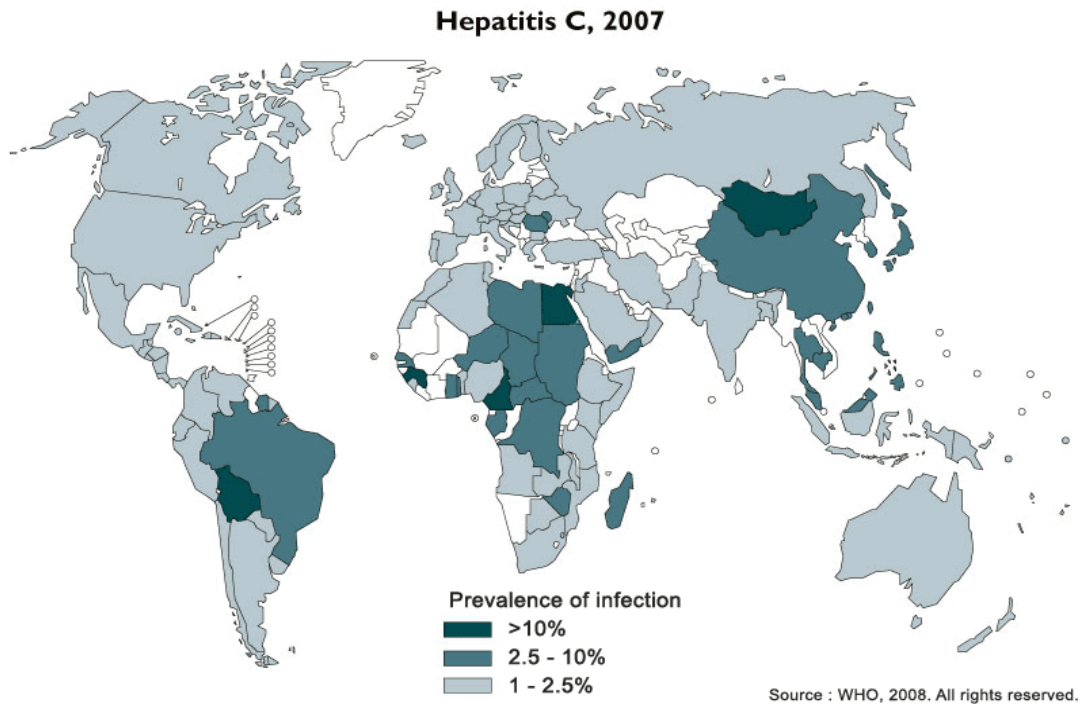 Hepatitis C, 2007
Prevalence of infection
>10%
2.5 - 10%
1 - 2.5%
Source : WHO, 2008. All rights reserved.